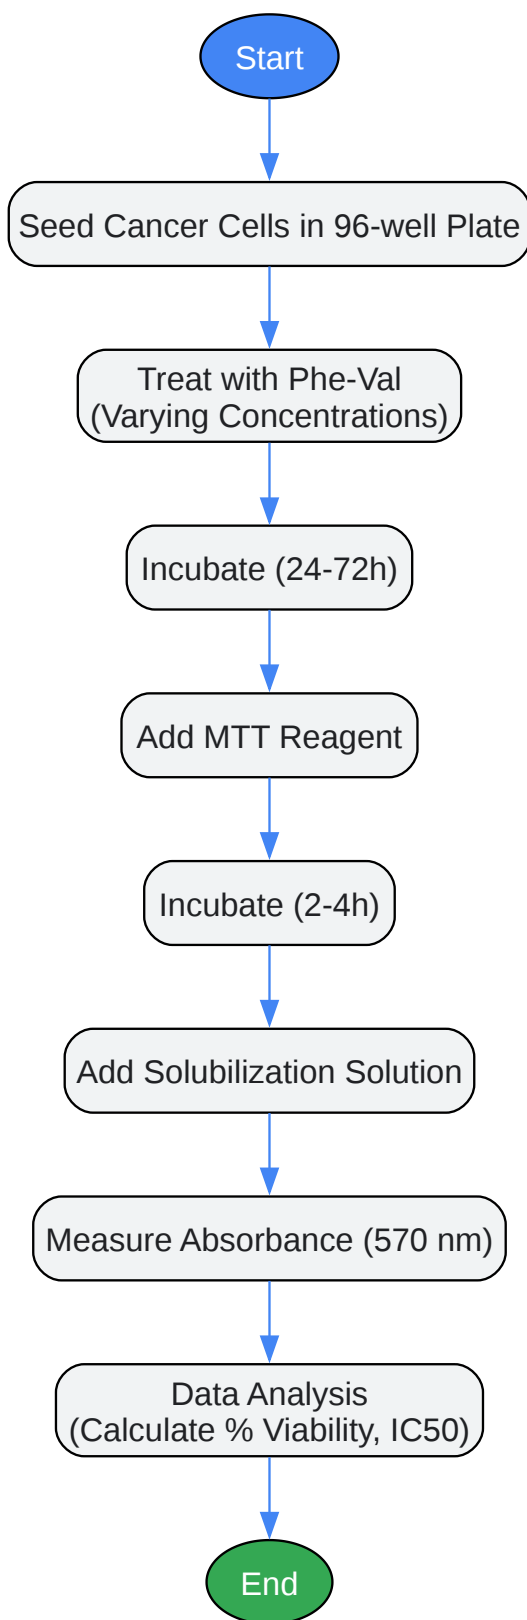 Start
Seed Cancer Cells in 96-well Plate
Treat with Phe-Val
(Varying Concentrations)
Incubate (24-72h)
Add MTT Reagent
Incubate (2-4h)
Add Solubilization Solution
Measure Absorbance (570 nm)
Data Analysis
(Calculate % Viability, IC50)
End